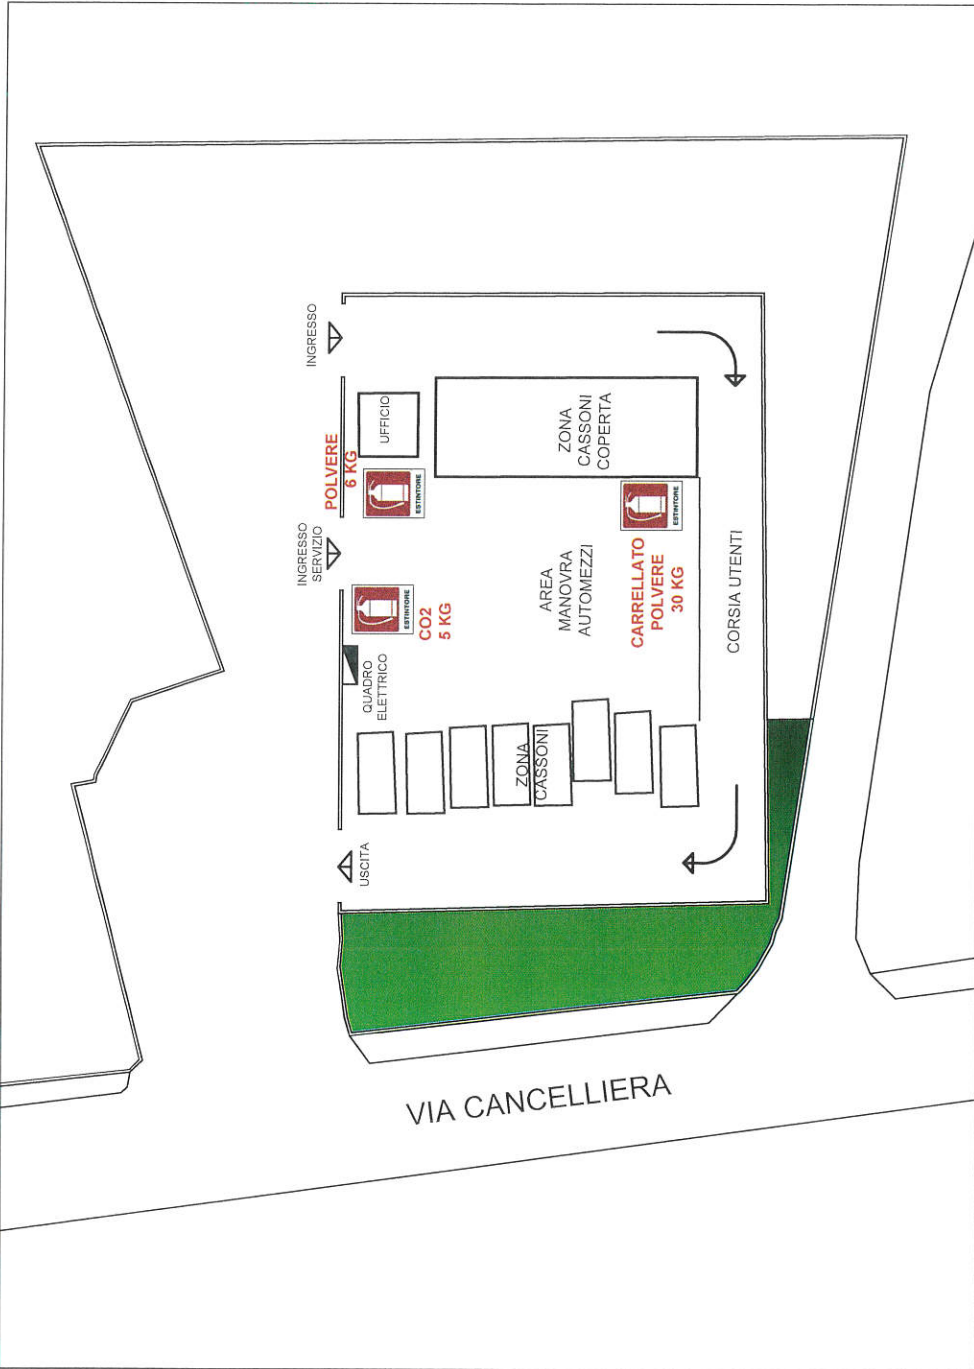 INGRESSO
UFFICIO
POLVERE
6 KG
ESTINTORE
INGRESSO
SERVIZIO
ESTINTORE
CO2
5 KG
QUADRO
ELETTRICO
ZONA
CASSONI
COPERTA
ESTINTORE
CARRELLATO
POLVERE
30 KG
AREA
MANOVRA
AUTOMEZZI
CORSIA UTENTI
ZONA
CASSONI
USCITA
VIA CANCELLIERA